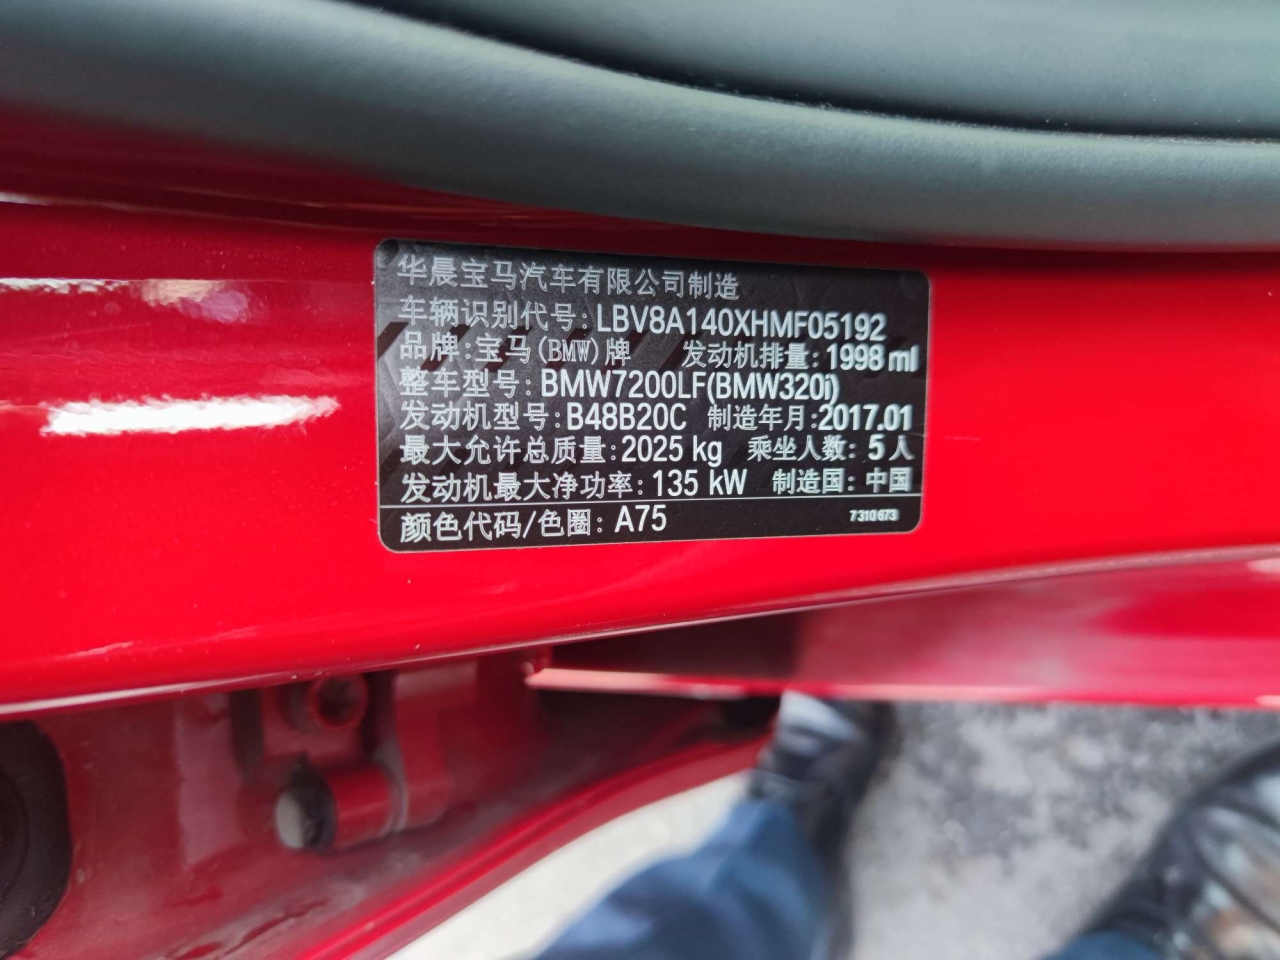 华晨宝马汽车有限公司制造
车辆识别代号: LBV8A140XHMF05192
品牌:宝马(BMW)牌 发动机排量: 1998 ml
整车型号: BMW7200LF(BMW320i)
发动机型号: B48B20C 制造年月:2017.01
最大允许总质量: 2025 kg 乘坐人数: 5人
发动机最大净功率: 135 kW 制造国: 中国
颜色代码/色圈: A75 7310673